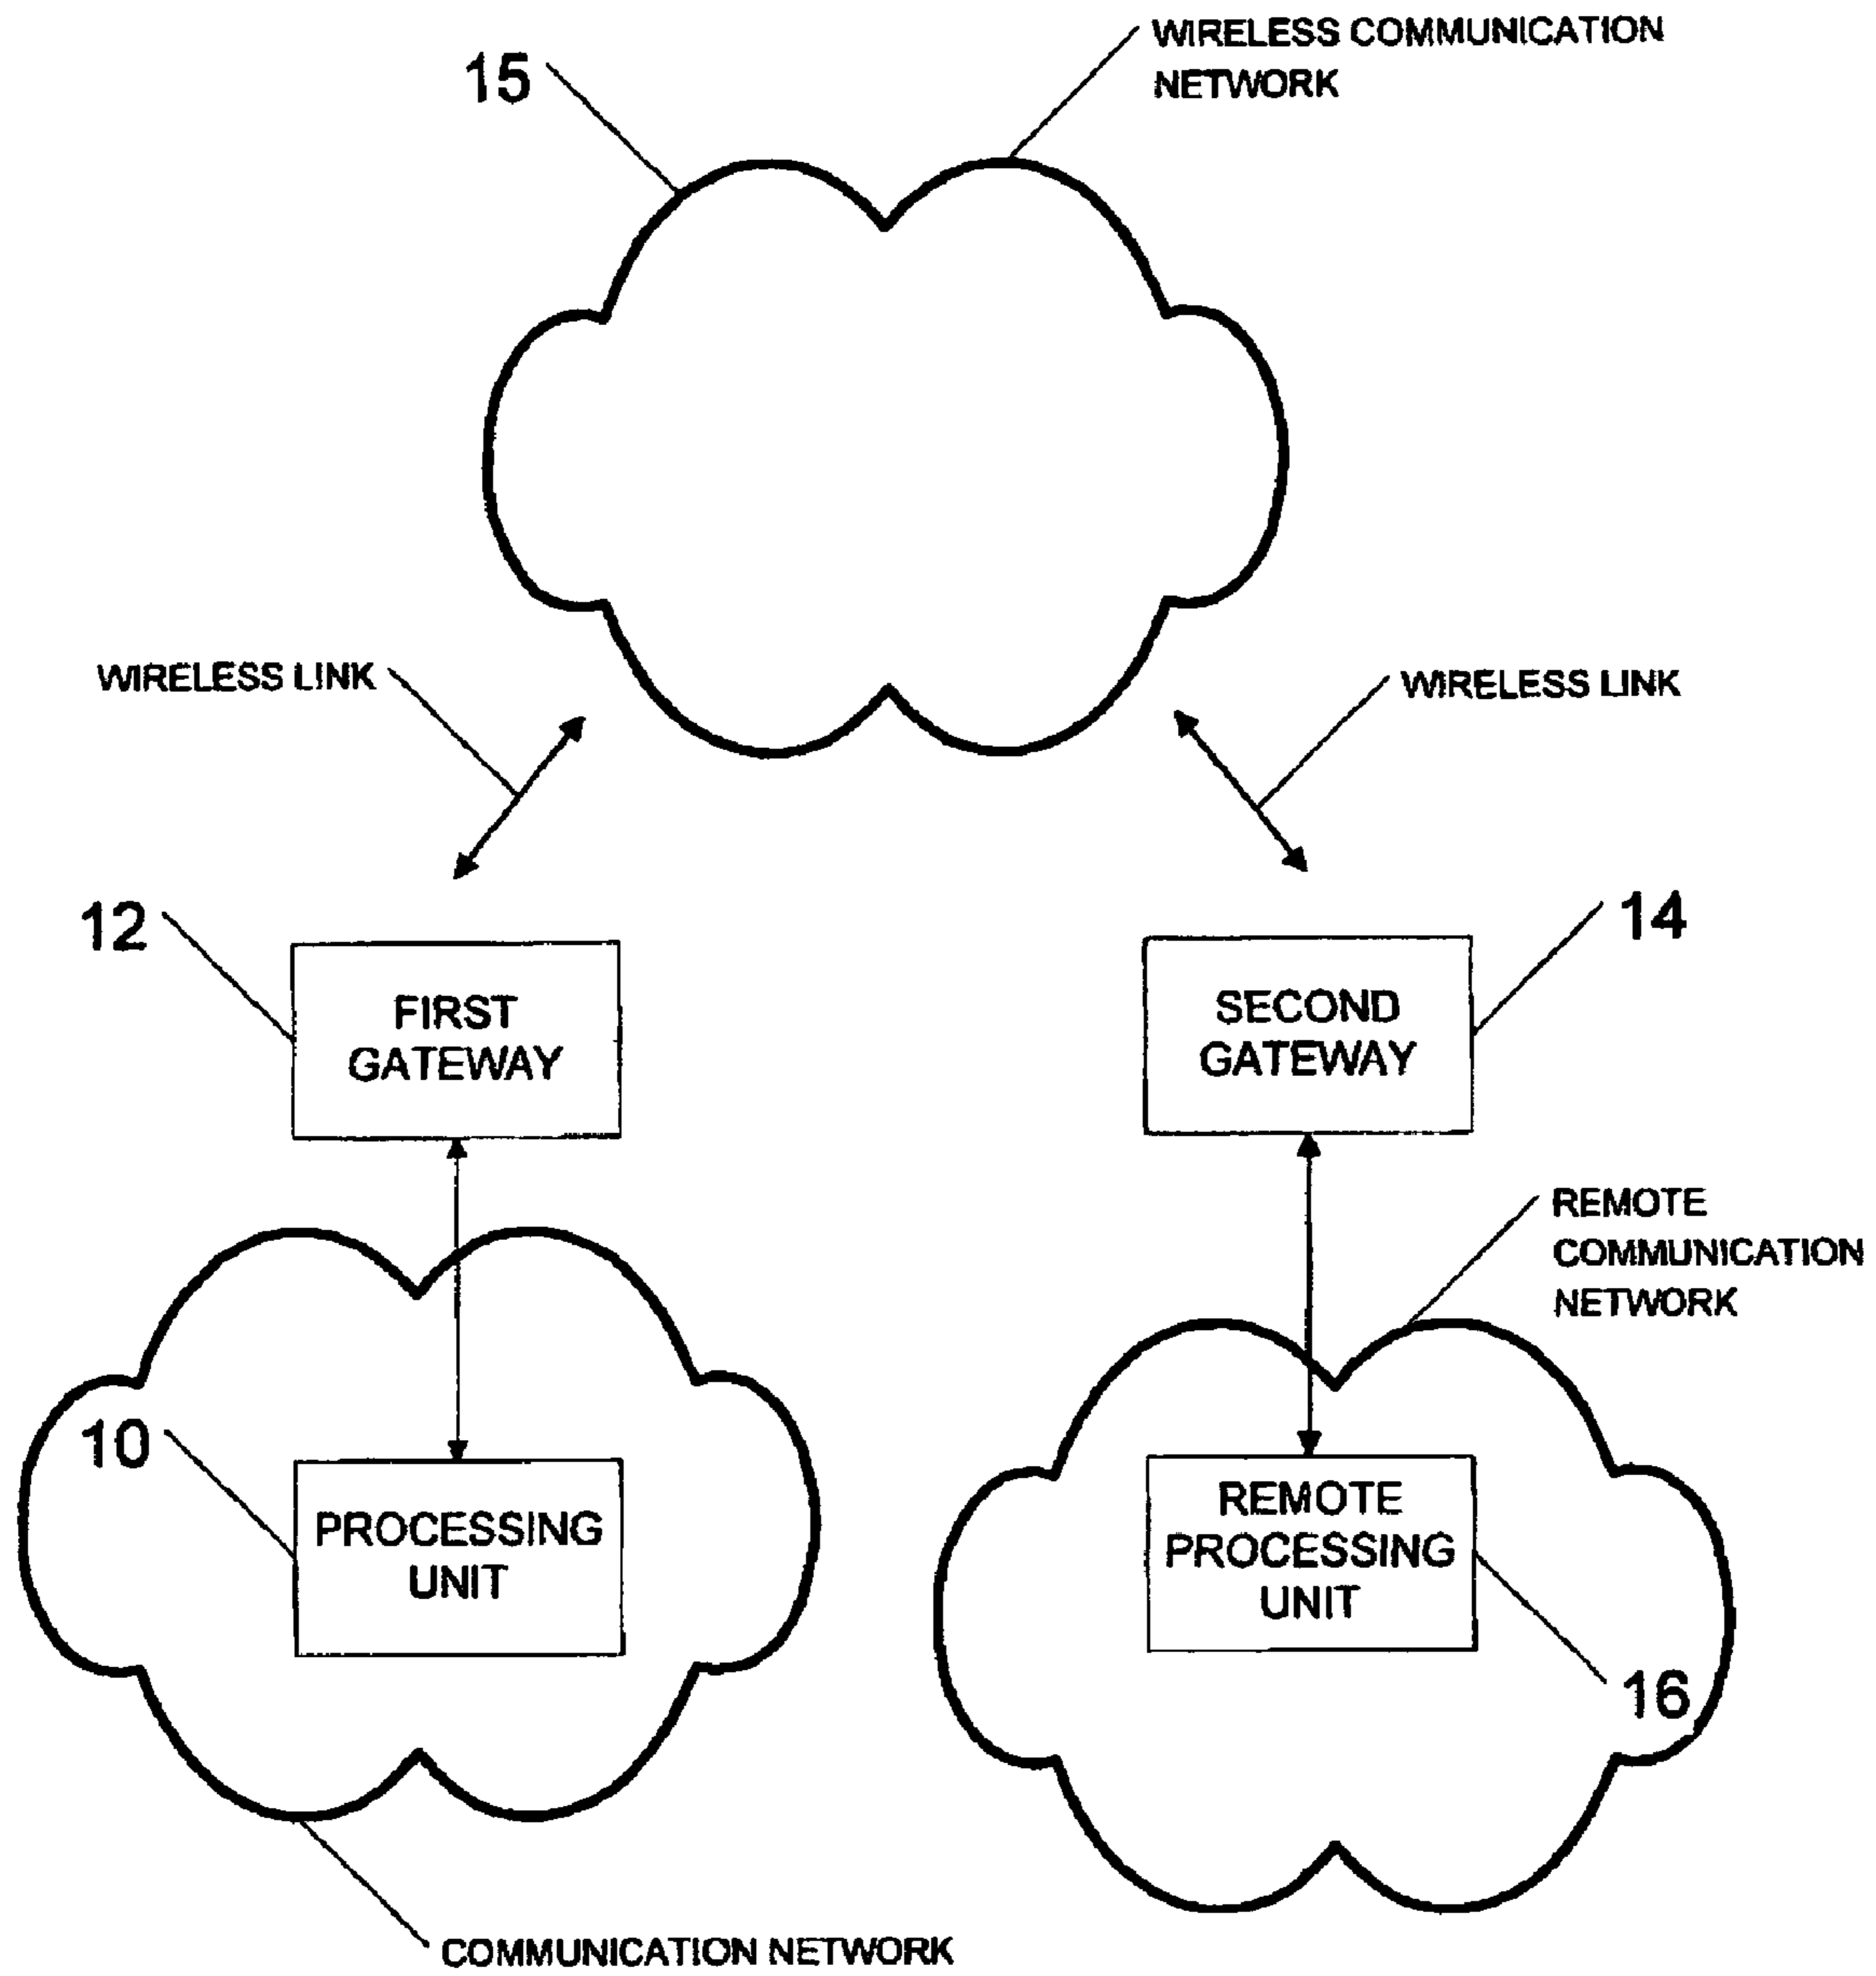 15
WIRELESS COMMUNICATION
NETWORK
WIRELESS LINK
WIRELESS LINK
12
14
FIRST
GATEWAY
SECOND
GATEWAY
REMOTE
COMMUNICATION
NETWORK
10
PROCESSING
UNIT
REMOTE
PROCESSING
UNIT
16
COMMUNICATION NETWORK